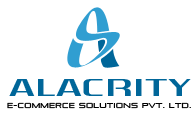 ALACRITY
E-COMMERCE SOLUTIONS PVT. LTD.